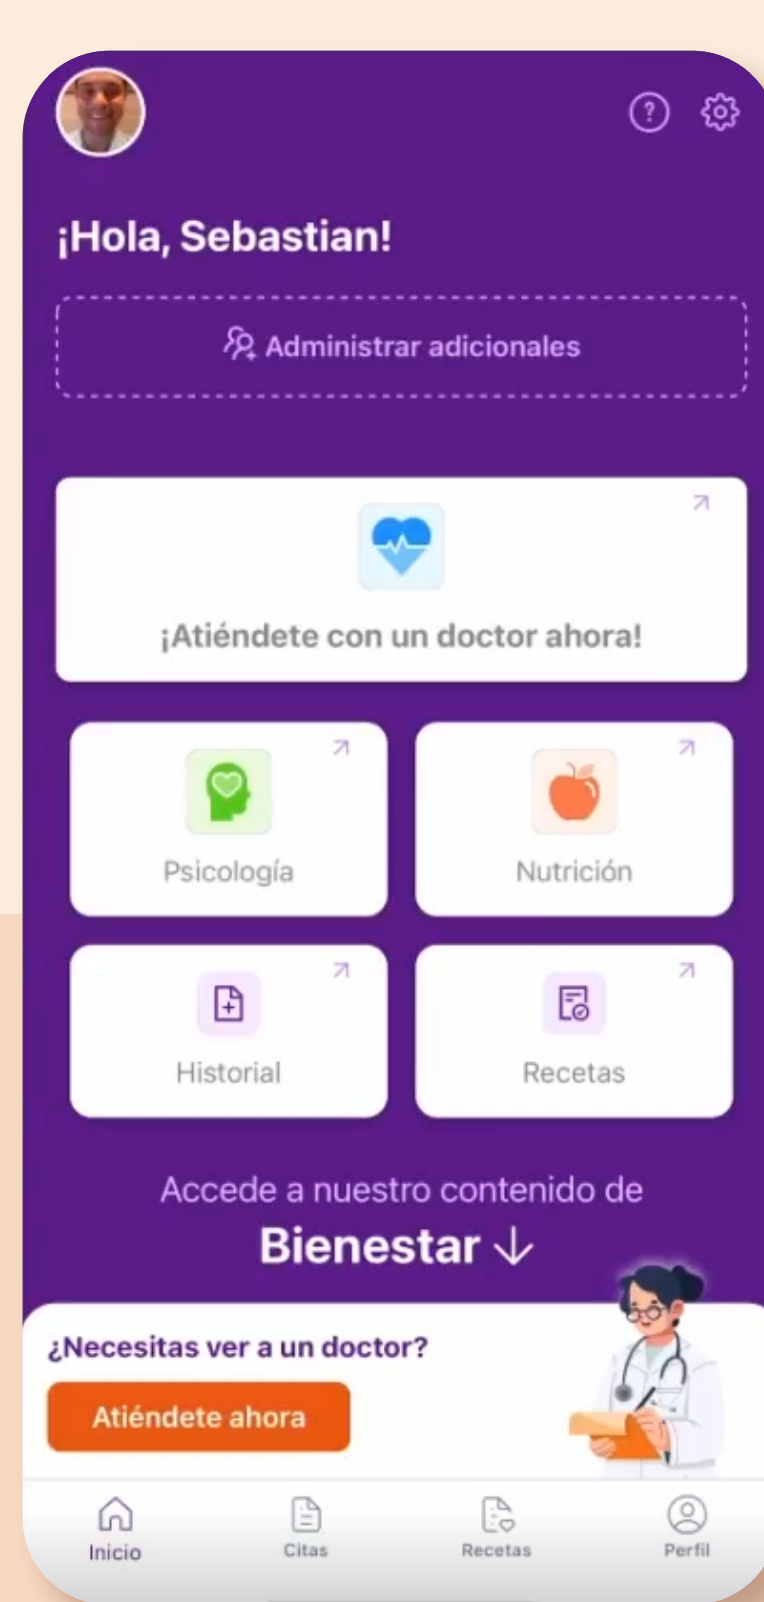 ¡Hola, Sebastian!
Administrar adicionales
¡Atiéndete con un doctor ahora!
Psicología
Nutrición
Historial
Recetas
Accede a nuestro contenido de
Bienestar
¿Necesitas ver a un doctor?
Atiéndete ahora
Inicio
Citas
Recetas
Perfil